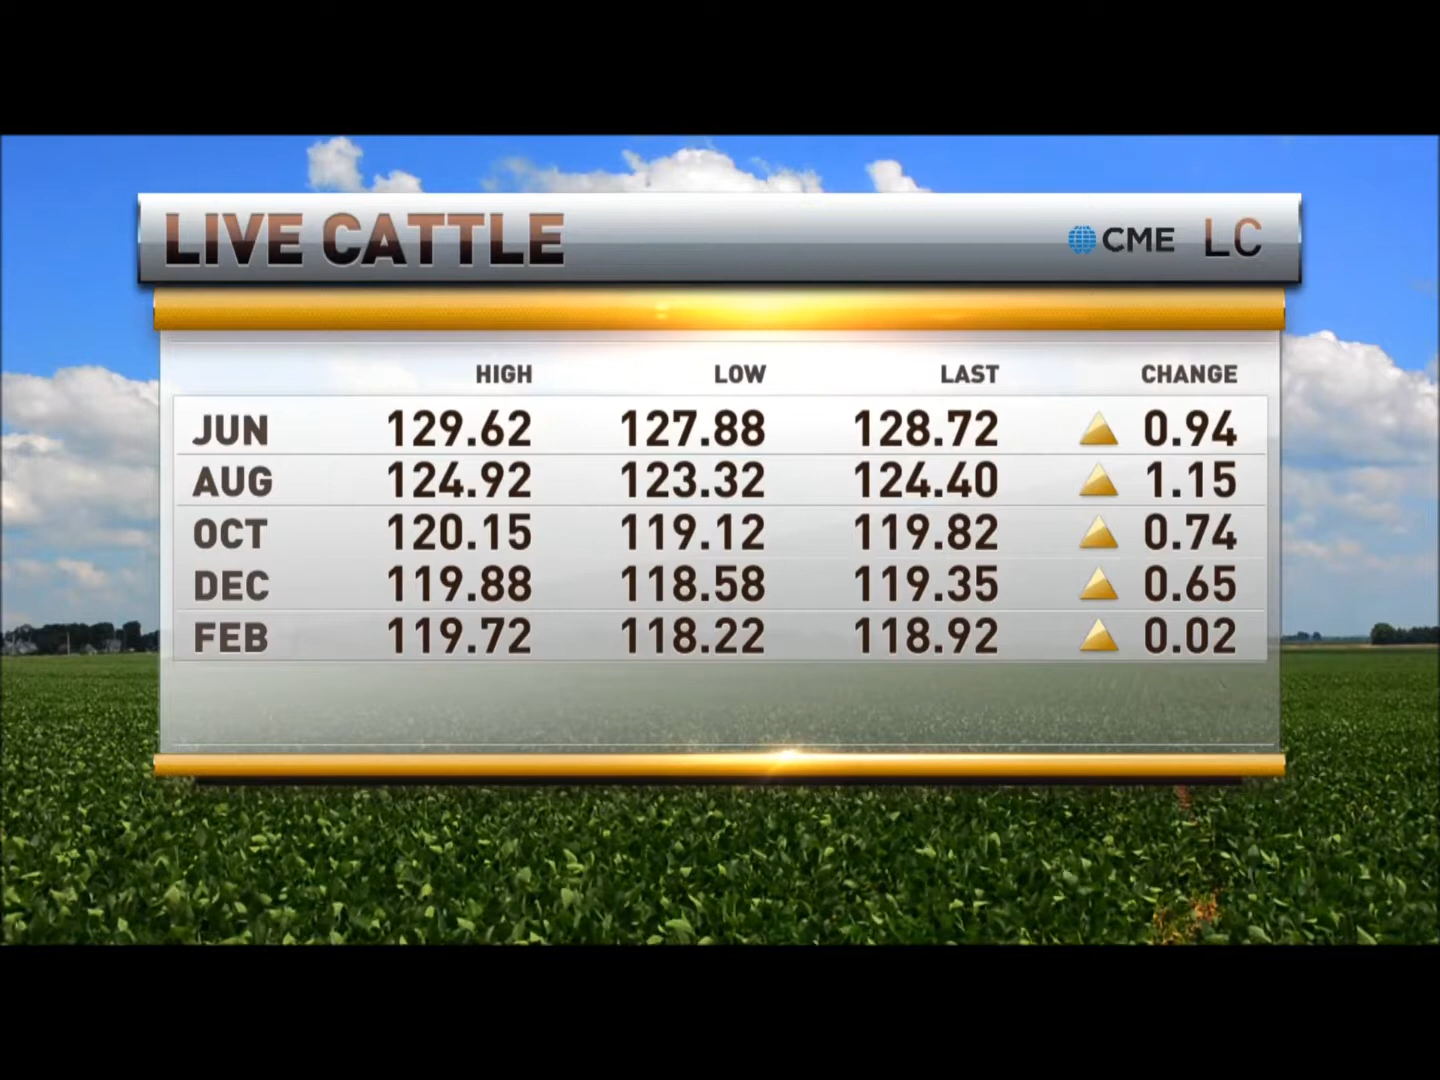 LIVE CATTLE CME LC
HIGH LOW LAST CHANGE
JUN 129.62 127.88 128.72 0.94
AUG 124.92 123.32 124.40 1.15
OCT 120.15 119.12 119.82 0.74
DEC 119.88 118.58 119.35 0.65
FEB 119.72 118.22 118.92 0.02